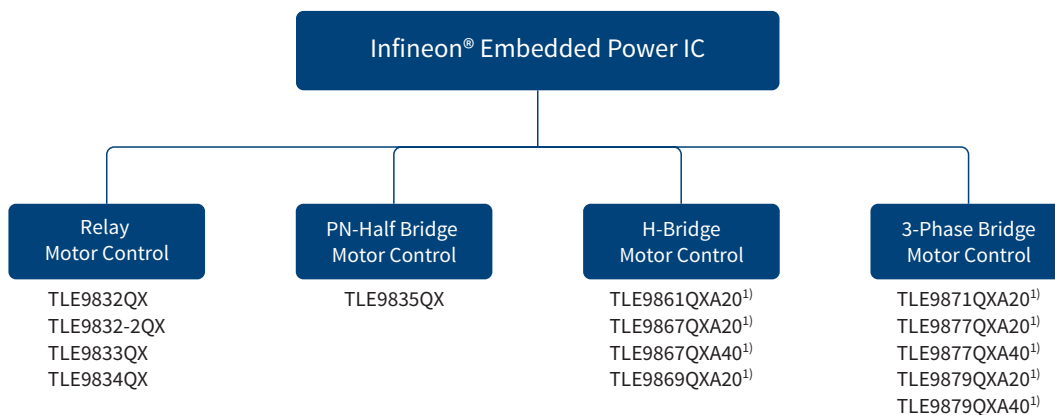 Infineon® Embedded Power IC
Relay
Motor Control
TLE9832QX
TLE9832-2QX
TLE9833QX
TLE9834QX
PN-Half Bridge
Motor Control
TLE9835QX
H-Bridge
Motor Control
TLE9861QXA20¹⁾
TLE9867QXA20¹⁾
TLE9867QXA40¹⁾
TLE9869QXA20¹⁾
3-Phase Bridge
Motor Control
TLE9871QXA20¹⁾
TLE9877QXA20¹⁾
TLE9877QXA40¹⁾
TLE9879QXA20¹⁾
TLE9879QXA40¹⁾